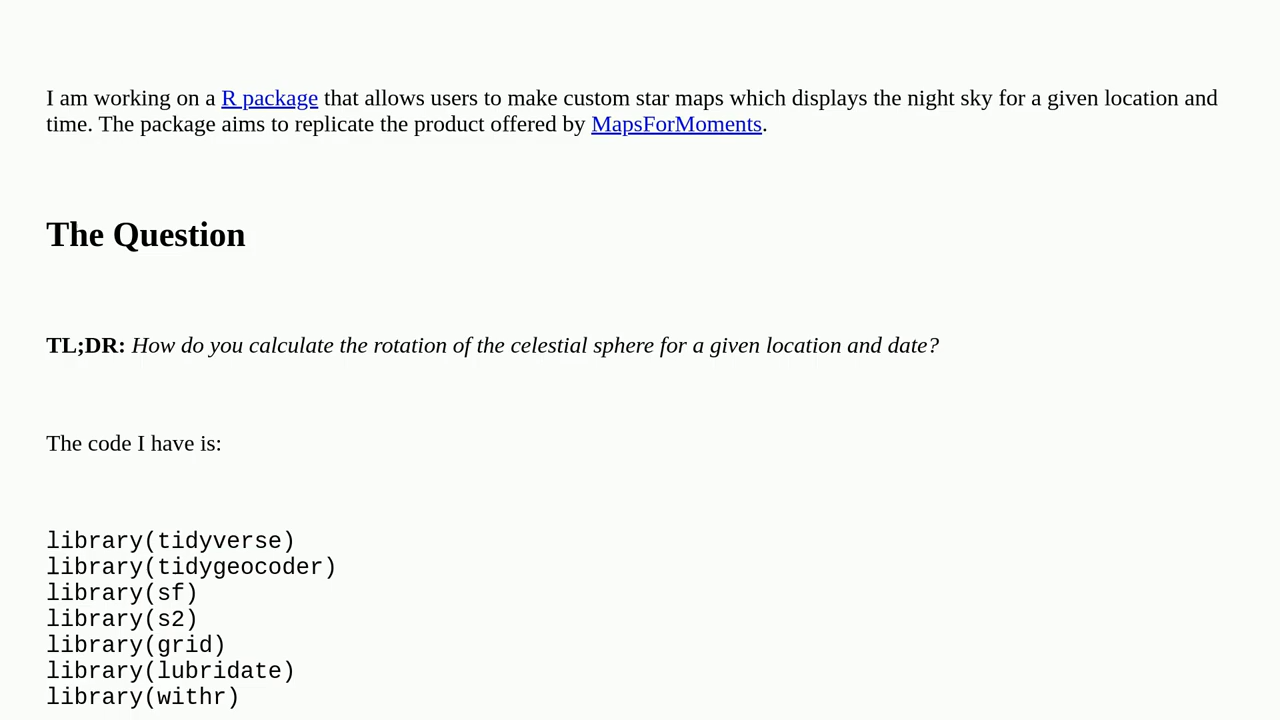 I am working on a R package that allows users to make custom star maps which displays the night sky for a given location and
time. The package aims to replicate the product offered by MapsForMoments.
The Question
TL;DR: How do you calculate the rotation of the celestial sphere for a given location and date?
The code I have is:
library(tidyverse)
library(tidygeocoder)
library(sf)
library(s2)
library(grid)
library(lubridate)
library(withr)